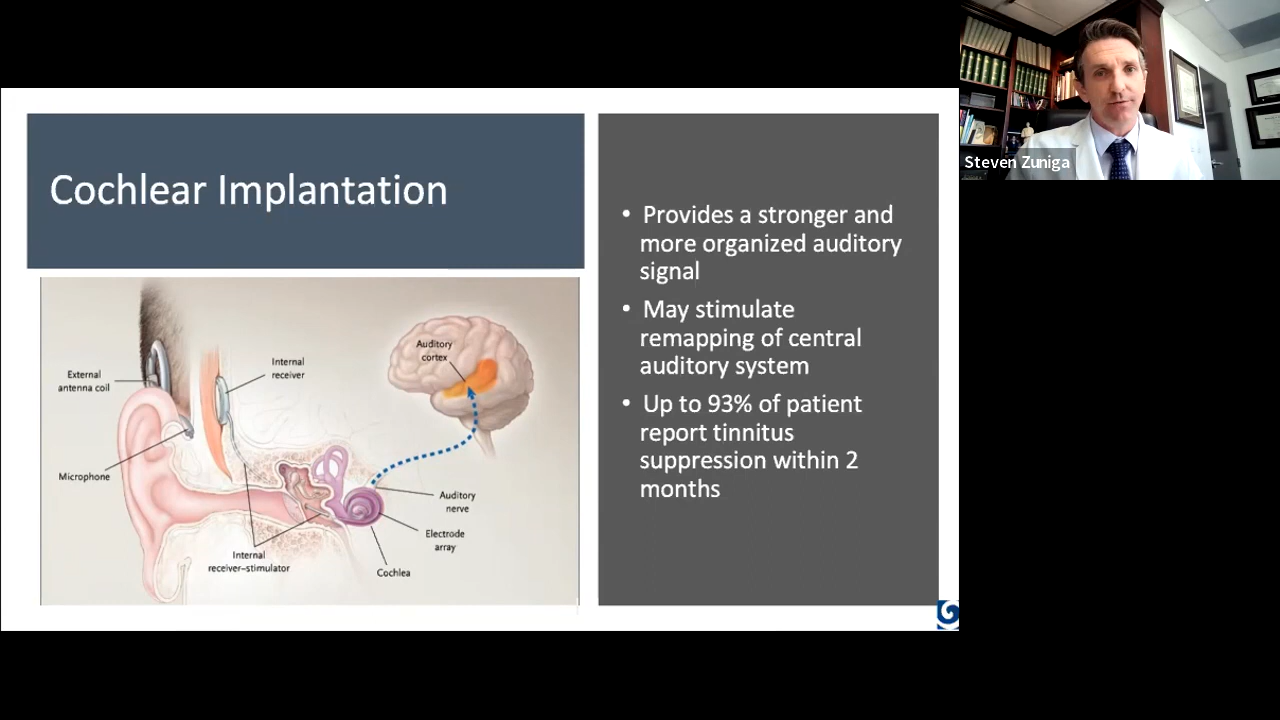 Cochlear Implantation
• Provides a stronger and
more organized auditory
signal
• May stimulate
remapping of central
auditory system
• Up to 93% of patient
report tinnitus
suppression within 2
months
External
antenna coil
Microphone
Internal
receiver
Auditory
cortex
Internal
receiver–stimulator
Auditory
nerve
Electrode
array
Cochlea
Steven Zuniga